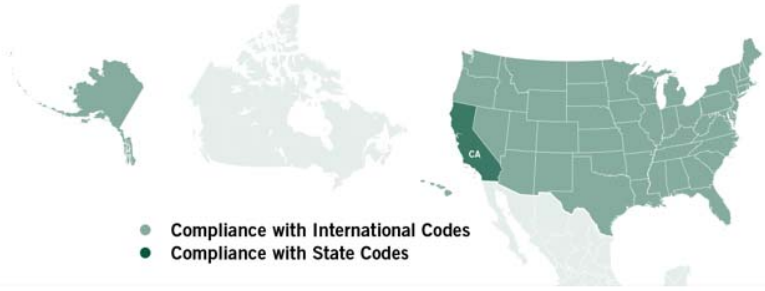 CA
Compliance with International Codes
Compliance with State Codes